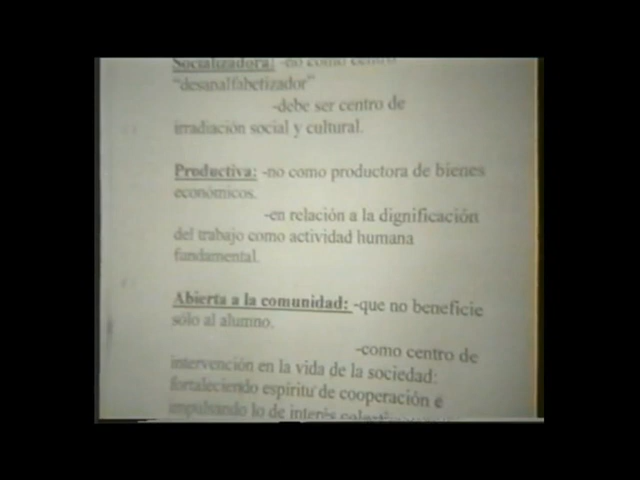 Socializadora: -no como centro
"desanalfabetizador"
-debe ser centro de
irradiación social y cultural.
Productiva: -no como productora de bienes
económicos.
-en relación a la dignificación
del trabajo como actividad humana
fundamental.
Abierta a la comunidad: -que no beneficie
sólo al alumno.
-como centro de
intervención en la vida de la sociedad:
fortaleciendo espíritu de cooperación e
impulsando lo de interés